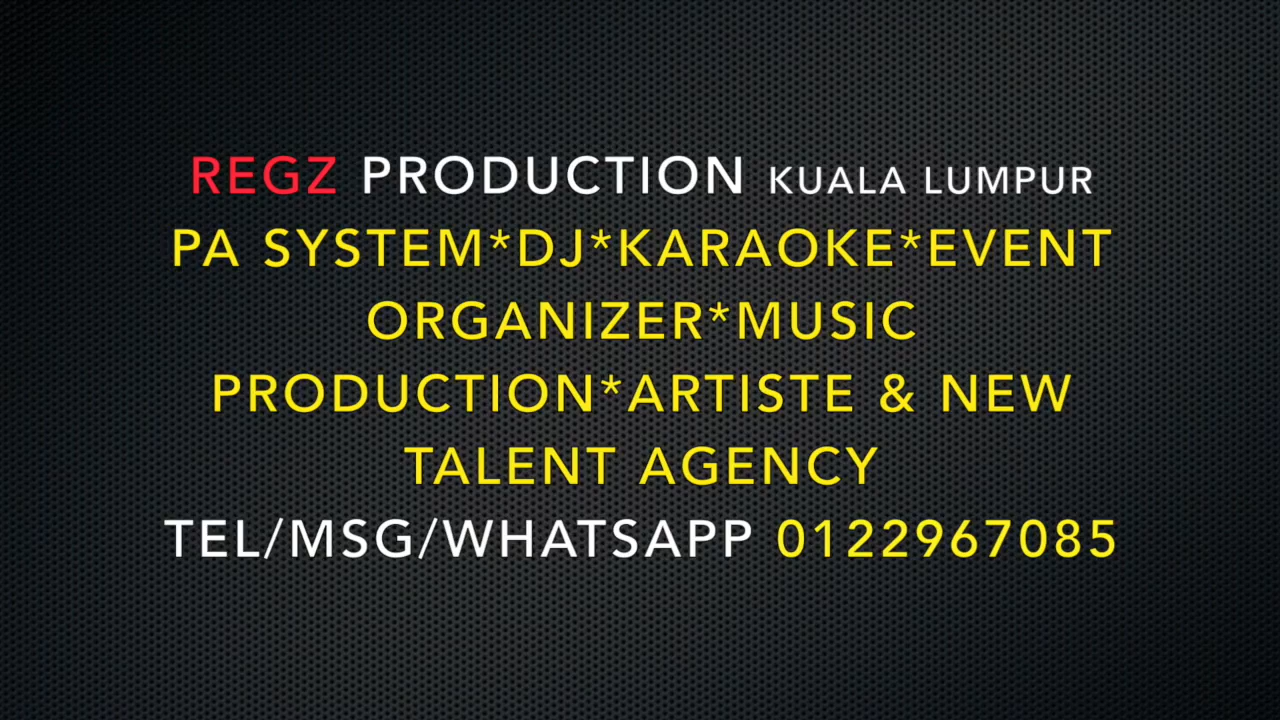 REGZ PRODUCTION KUALA LUMPUR
PA SYSTEM*DJ*KARAOKE*EVENT
ORGANIZER*MUSIC
PRODUCTION*ARTISTE & NEW
TALENT AGENCY
TEL/MSG/WHATSAPP 0122967085